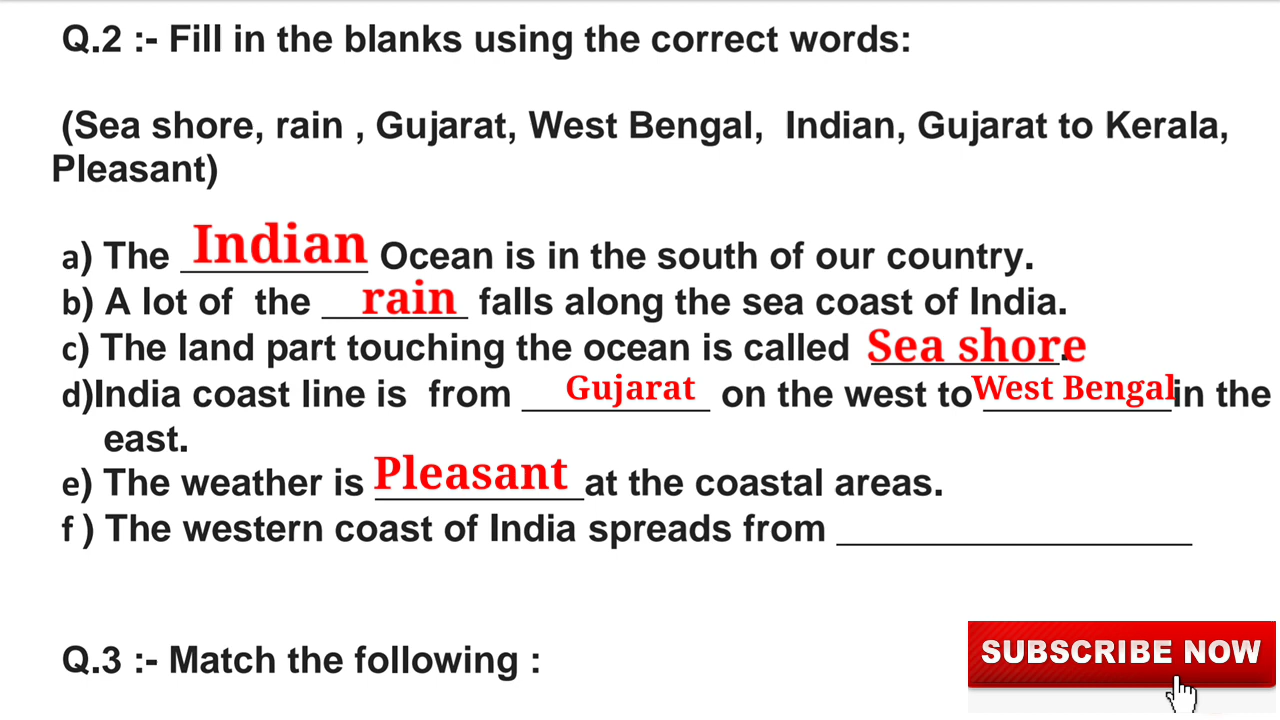 Q.2 :- Fill in the blanks using the correct words:
(Sea shore, rain , Gujarat, West Bengal, Indian, Gujarat to Kerala,
Pleasant)
a) The Indian Ocean is in the south of our country.
b) A lot of the rain falls along the sea coast of India.
c) The land part touching the ocean is called Sea shore.
d)India coast line is from Gujarat on the west to West Bengal in the
east.
e) The weather is Pleasant at the coastal areas.
f ) The western coast of India spreads from ____________
Q.3 :- Match the following :
SUBSCRIBE NOW